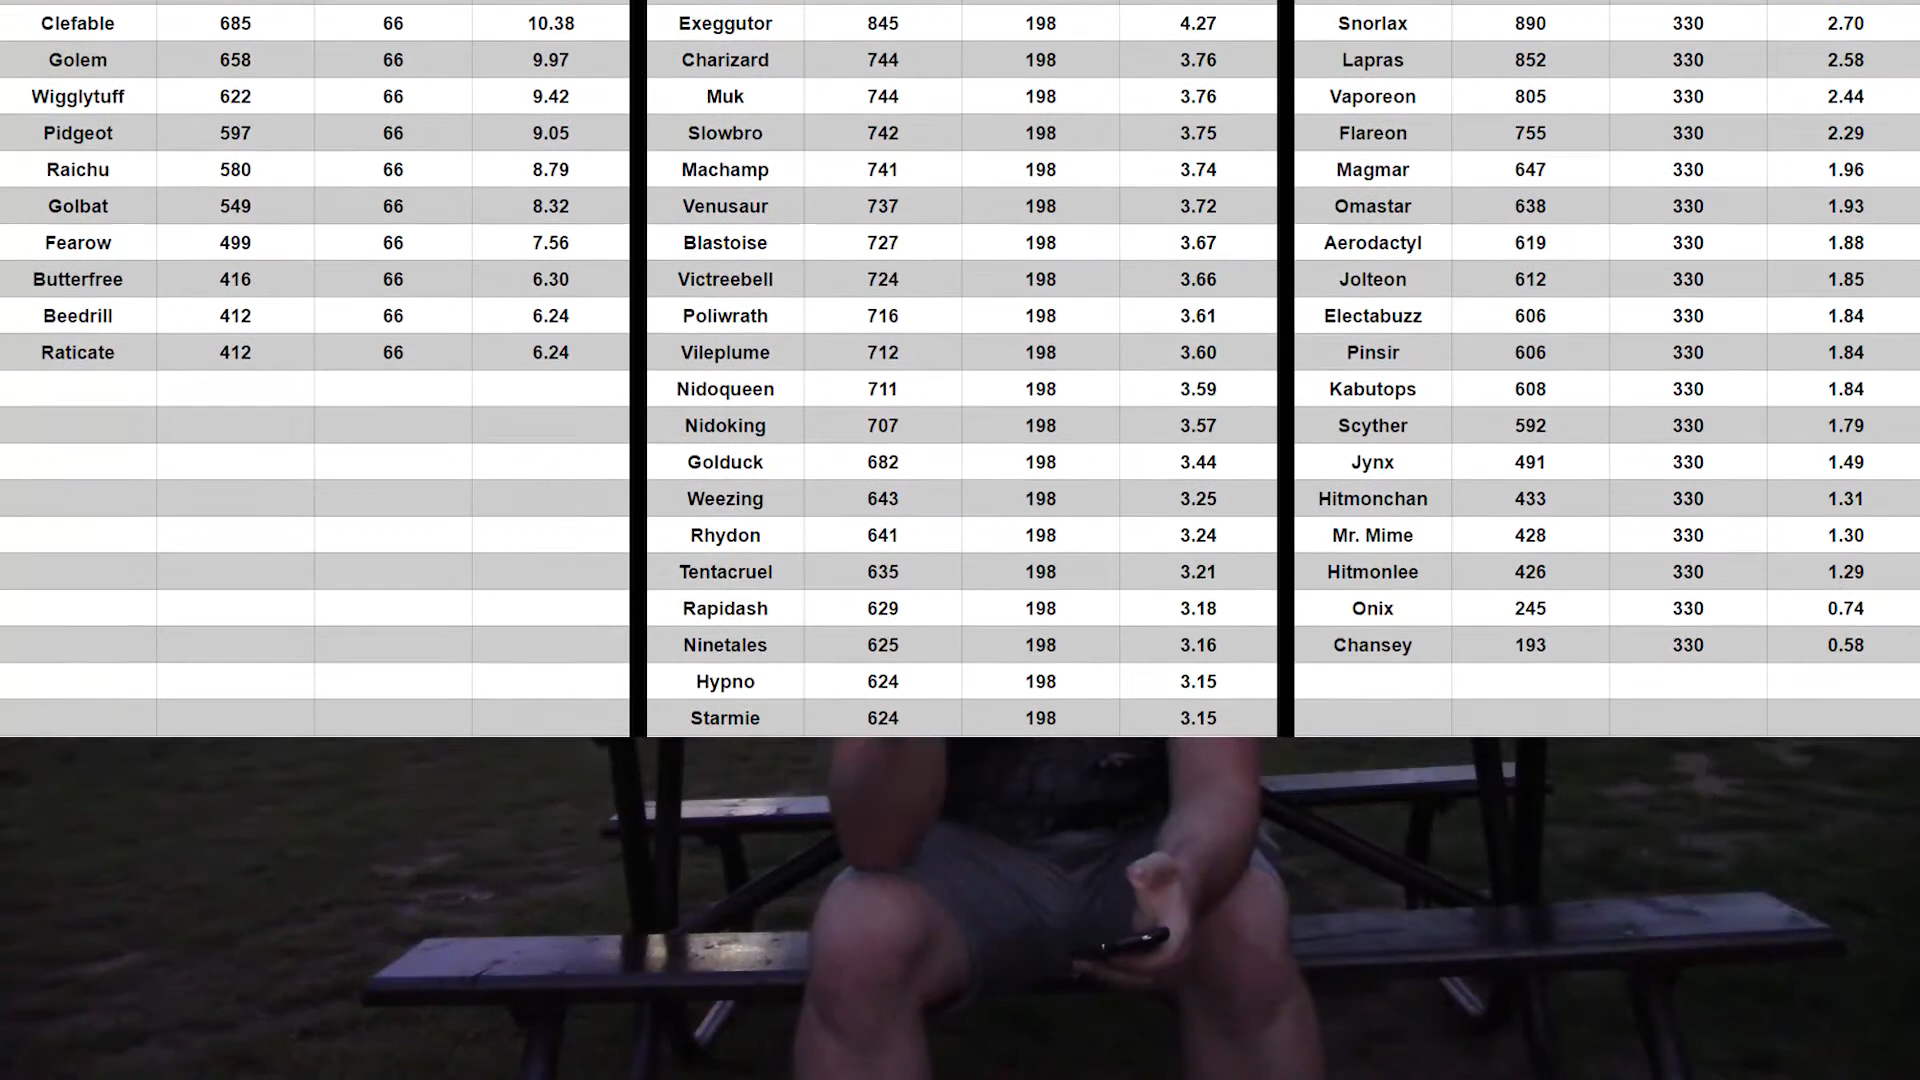 Clefable 685 66 10.38
Golem 658 66 9.97
Wigglytuff 622 66 9.42
Pidgeot 597 66 9.05
Raichu 580 66 8.79
Golbat 549 66 8.32
Fearow 499 66 7.56
Butterfree 416 66 6.30
Beedrill 412 66 6.24
Raticate 412 66 6.24
Exeggutor 845 198 4.27
Charizard 744 198 3.76
Muk 744 198 3.76
Slowbro 742 198 3.75
Machamp 741 198 3.74
Venusaur 737 198 3.72
Blastoise 727 198 3.67
Victreebell 724 198 3.66
Poliwrath 716 198 3.61
Vileplume 712 198 3.60
Nidoqueen 711 198 3.59
Nidoking 707 198 3.57
Golduck 682 198 3.44
Weezing 643 198 3.25
Rhydon 641 198 3.24
Tentacruel 635 198 3.21
Rapidash 629 198 3.18
Ninetales 625 198 3.16
Hypno 624 198 3.15
Starmie 624 198 3.15
Snorlax 890 330 2.70
Lapras 852 330 2.58
Vaporeon 805 330 2.44
Flareon 755 330 2.29
Magmar 647 330 1.96
Omastar 638 330 1.93
Aerodactyl 619 330 1.88
Jolteon 612 330 1.85
Electabuzz 606 330 1.84
Pinsir 606 330 1.84
Kabutops 608 330 1.84
Scyther 592 330 1.79
Jynx 491 330 1.49
Hitmonchan 433 330 1.31
Mr. Mime 428 330 1.30
Hitmonlee 426 330 1.29
Onix 245 330 0.74
Chansey 193 330 0.58